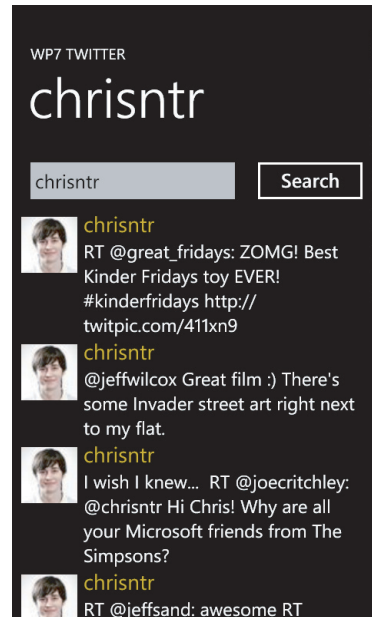 WP7 TWITTER
chrisntr
chrisntr
Search
chrisntr
RT @great_fridays: ZOMG! Best
Kinder Fridays toy EVER!
#kinderfridays http://
twitpic.com/411xn9
chrisntr
@jeffwilcox Great film :) There's
some Invader street art right next
to my flat.
chrisntr
I wish I knew... RT @joecritchley:
@chrisntr Hi Chris! Why are all
your Microsoft friends from The
Simpsons?
chrisntr
RT @jeffsand: awesome RT